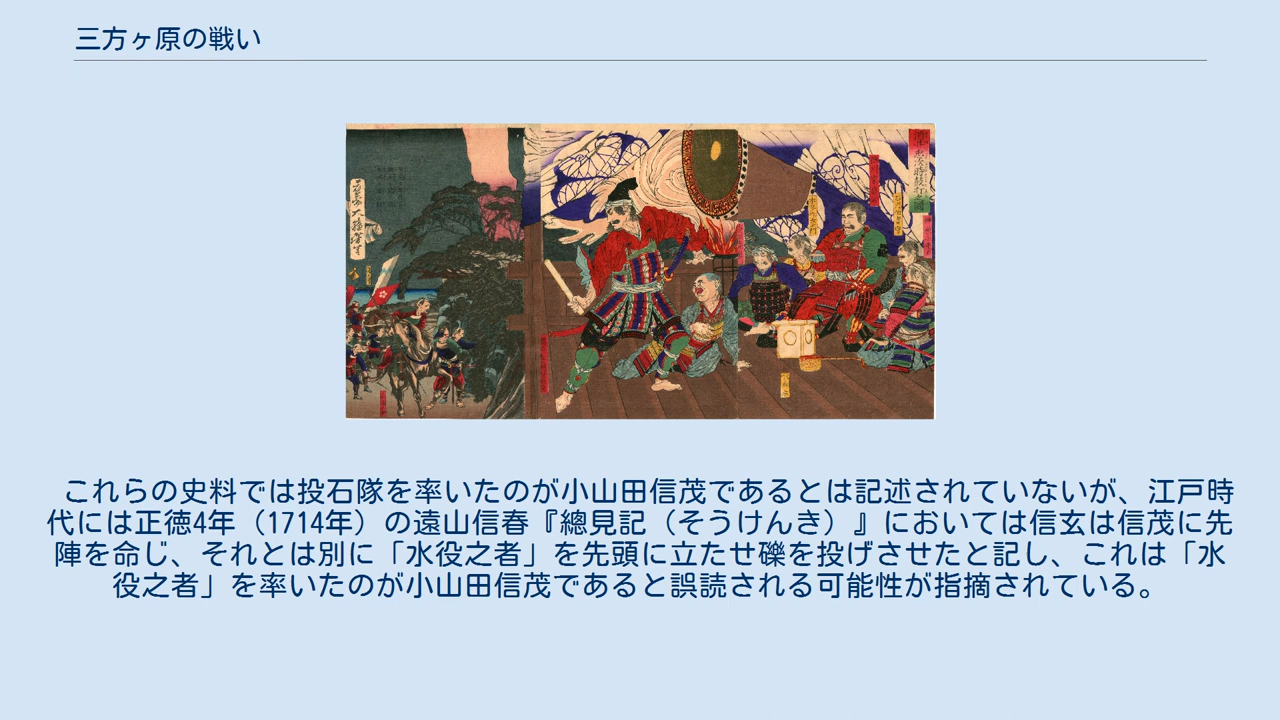 三方ヶ原の戦い
これらの史料では投石隊を率いたのが小山田信茂であるとは記述されていないが、江戸時
代には正徳4年（1714年）の遠山信春『總見記（そうけんき）』においては信玄は信茂に先
陣を命じ、それとは別に「水役之者」を先頭に立たせ礫を投げさせたと記し、これは「水
役之者」を率いたのが小山田信茂であると誤読される可能性が指摘されている。